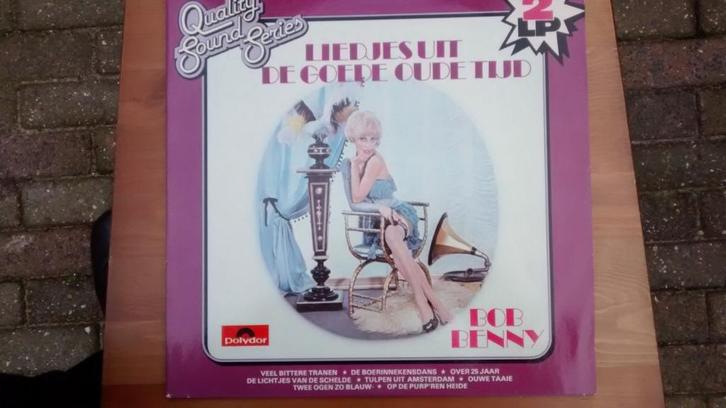 Quality
Sound
Series
2
LP
LIEDJES UIT
DE GOEDE OUDE TIJD
BOB
BENNY
polydor
VEEL BITTERE TRANEN ★ DE BOERINNEKENSDANS ★ OVER 25 JAAR
DE LICHTJES VAN DE SCHELDE ★ TULPEN UIT AMSTERDAM ★ OUWE TAAIE
TWEE OGEN ZO BLAUW ★ OP DE PURP'REN HEIDE